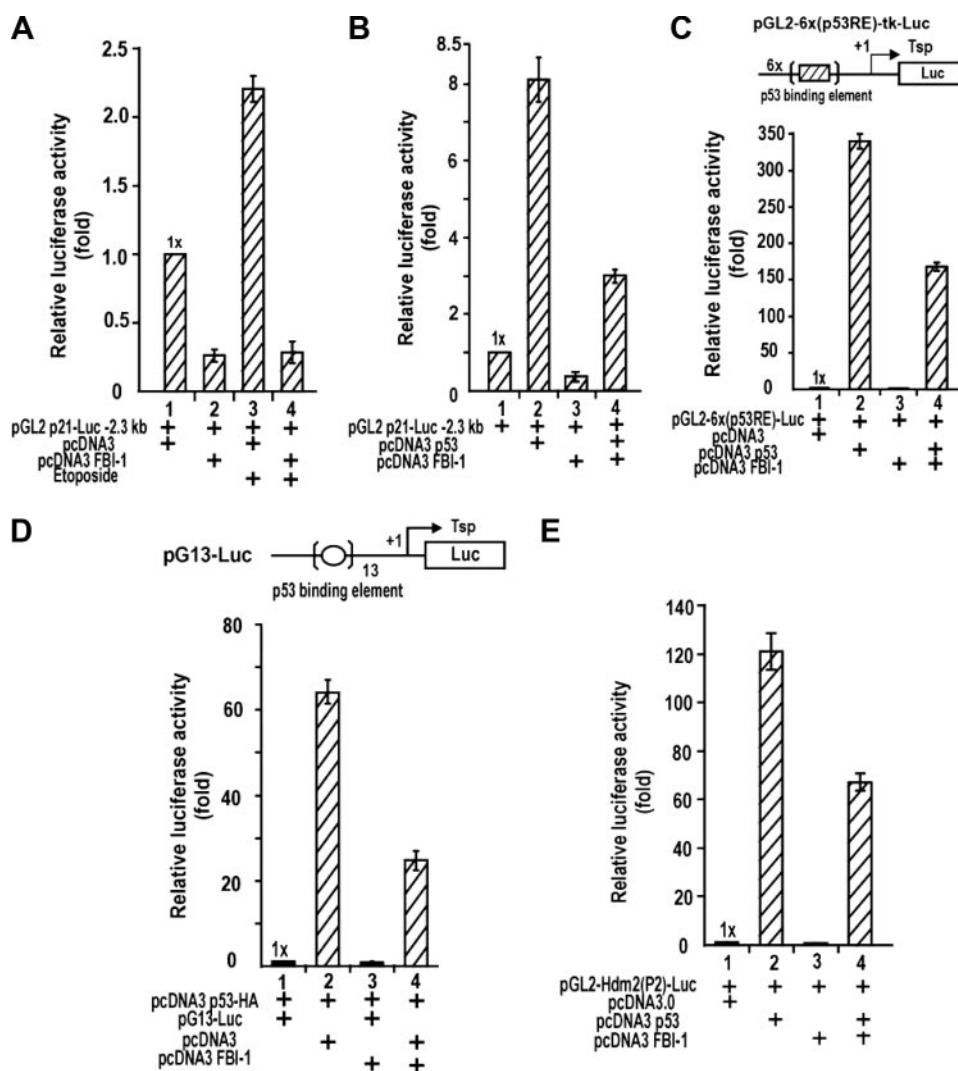 A
Relative luciferase activity
(fold)
2.5
2.0
1.5
1.0
0.5
0
1x
1 2 3 4
pGL2 p21-Luc -2.3 kb + + + +
pcDNA3 + +
pcDNA3 FBI-1 + +
Etoposide + +
B
Relative luciferase activity
(fold)
8.5
8
6
4
2
0
1x
1 2 3 4
pGL2 p21-Luc -2.3 kb + + + +
pcDNA3 p53 + +
pcDNA3 FBI-1 + +
C
pGL2-6x(p53RE)-tk-Luc
+1 Tsp
6x Luc
p53 binding element
Relative luciferase activity
(fold)
350
300
250
200
150
100
50
0
1x
1 2 3 4
pGL2-6x(p53RE)-Luc + + + +
pcDNA3 +
pcDNA3 p53 + +
pcDNA3 FBI-1 + +
D
+1 Tsp
pG13-Luc Luc
13
p53 binding element
Relative luciferase activity
(fold)
80
60
40
20
0
1x
1 2 3 4
pcDNA3 p53-HA + + + +
pG13-Luc + +
pcDNA3 + +
pcDNA3 FBI-1 + +
E
Relative luciferase activity
(fold)
140
120
100
80
60
40
20
0
1x
1 2 3 4
pGL2-Hdm2(P2)-Luc + + + +
pcDNA3.0 +
pcDNA3 p53 + +
pcDNA3 FBI-1 + +